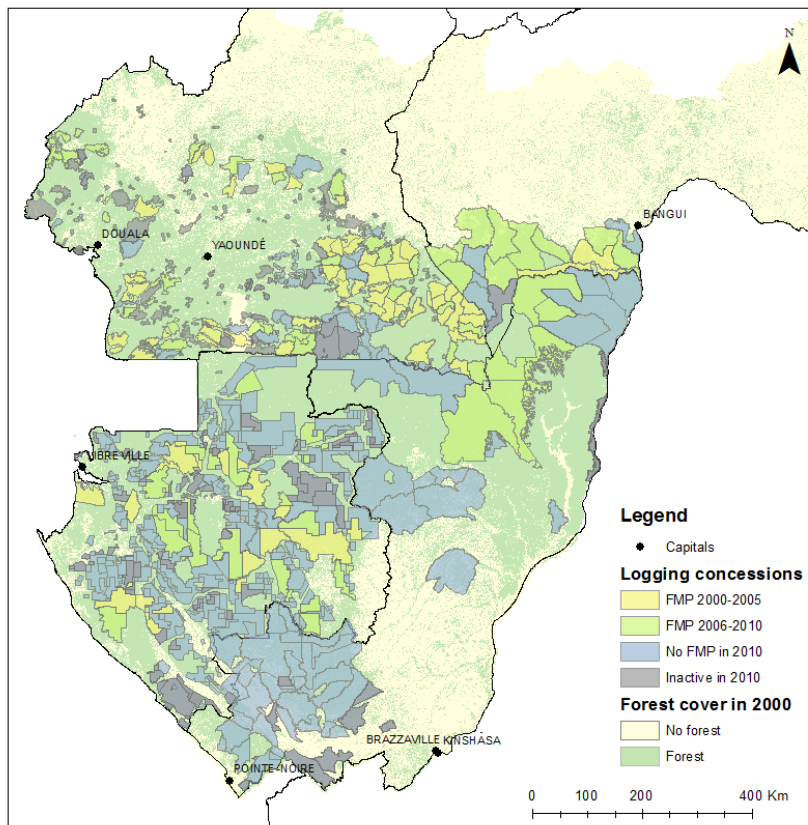 N
BANGUI
DOUALA
YAOUNDÉ
LIBREVILLE
Legend
Capitals
Logging concessions
FMP 2000-2005
FMP 2006-2010
No FMP in 2010
Inactive in 2010
Forest cover in 2000
No forest
Forest
BRAZZAVILLE KINSHASA
POINTE-NOIRE
0 100 200 400 Km